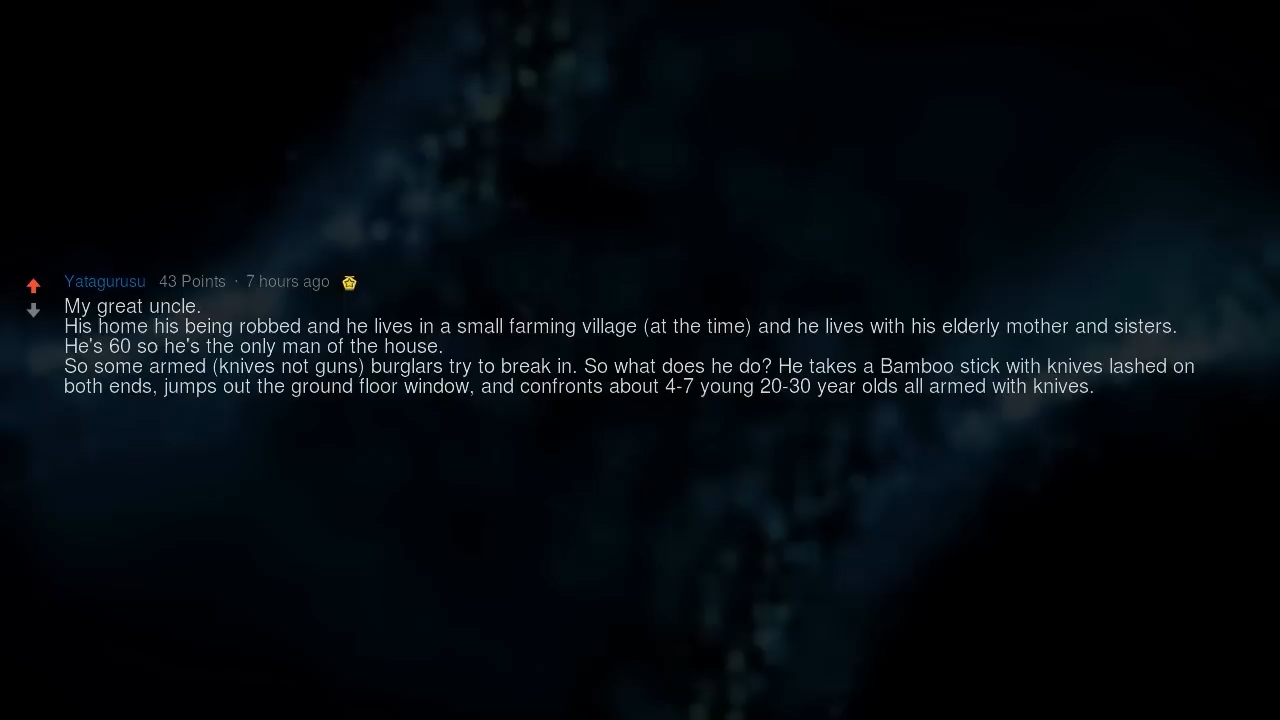 Yatagurusu 43 Points · 7 hours ago
My great uncle.
His home his being robbed and he lives in a small farming village (at the time) and he lives with his elderly mother and sisters.
He's 60 so he's the only man of the house.
So some armed (knives not guns) burglars try to break in. So what does he do? He takes a Bamboo stick with knives lashed on
both ends, jumps out the ground floor window, and confronts about 4-7 young 20-30 year olds all armed with knives.